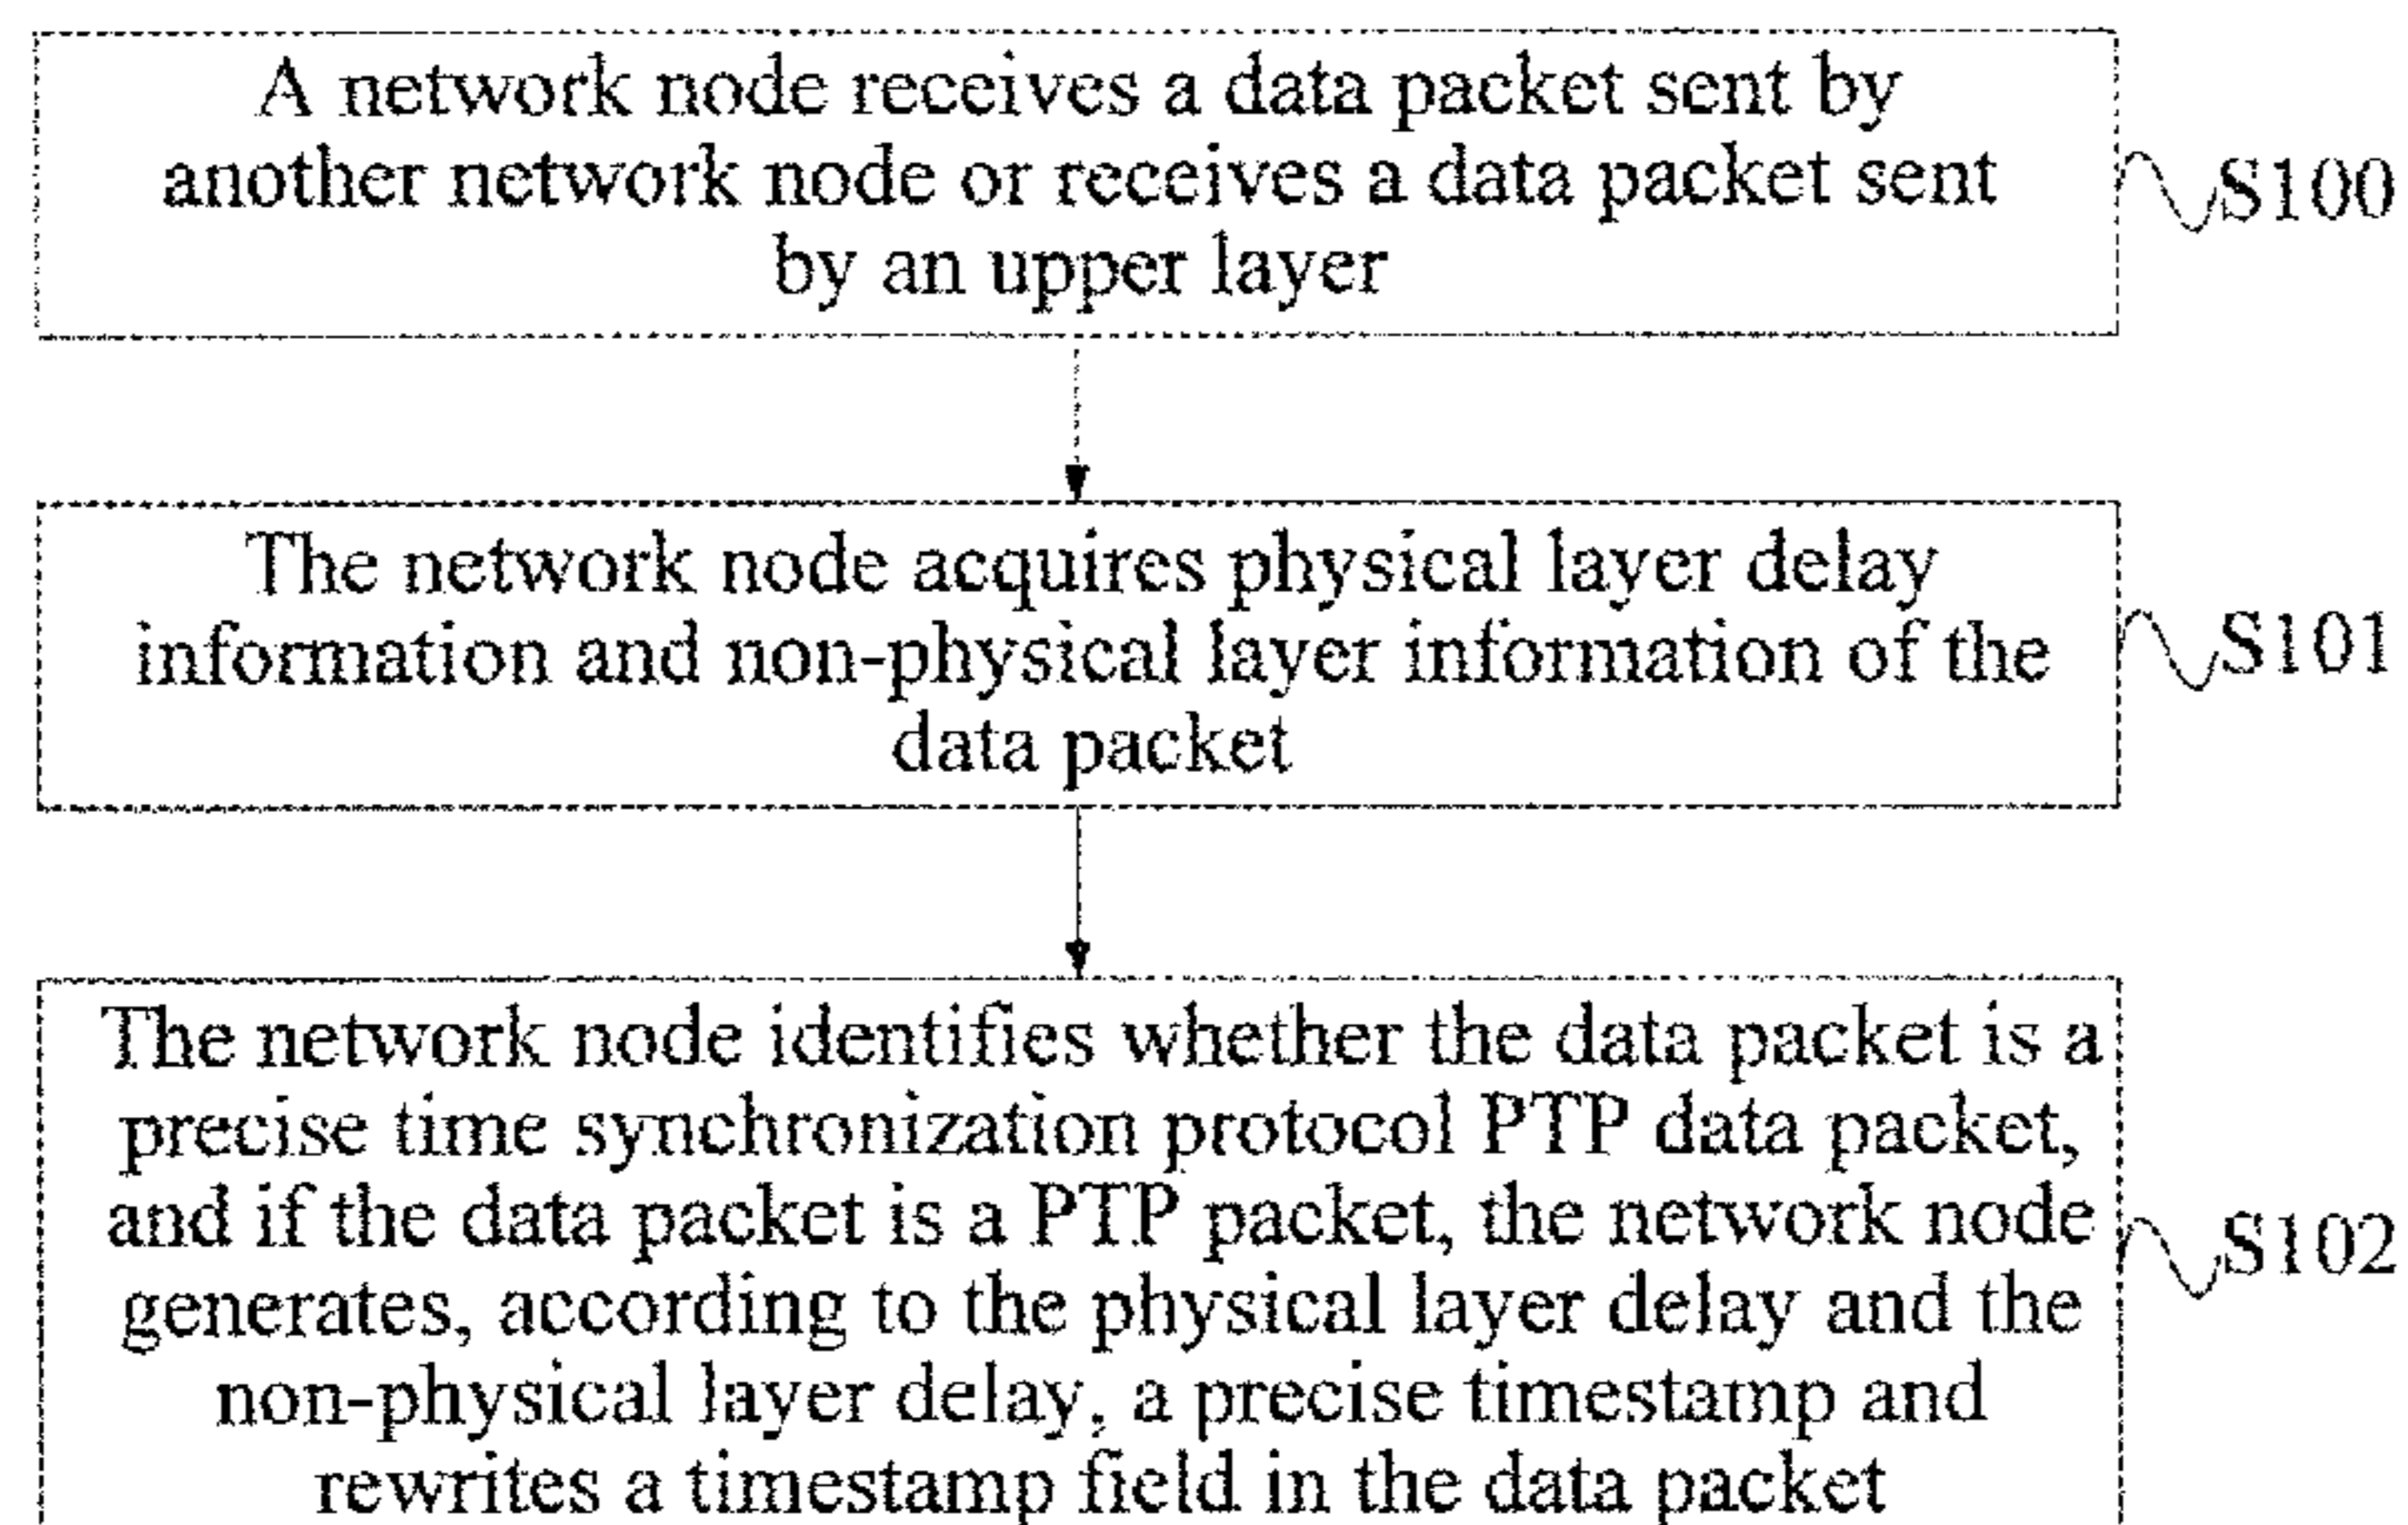 A network node receives a data packet sent by
another network node or receives a data packet sent
by an upper layer
S100
The network node acquires physical layer delay
information and non-physical layer information of the
data packet
S101
The network node identifies whether the data packet is a
precise time synchronization protocol PTP data packet,
and if the data packet is a PTP packet, the network node
generates, according to the physical layer delay and the
non-physical layer delay, a precise timestamp and
rewrites a timestamp field in the data packet
S102